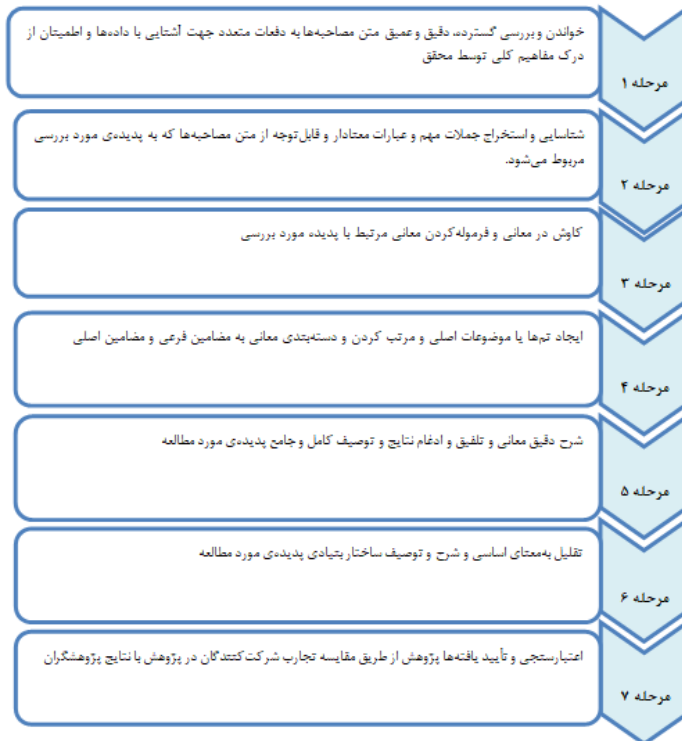 خواندن و بررسی گسترده، دقیق و عمیق متن مصاحبه‌ها به دفعات متعدد جهت آشنایی با داده‌ها و اطمینان از
درک مفاهیم کلی توسط محقق
مرحله ۱
شناسایی و استخراج جملات مهم و عبارات معنادار و قابل‌توجه از متن مصاحبه‌ها که به پدیده‌ی مورد بررسی
مربوط می‌شود.
مرحله ۲
کاوش در معانی و فرموله کردن معانی مرتبط با پدیده مورد بررسی
مرحله ۳
ایجاد تم‌ها یا موضوعات اصلی و مرتب کردن و دسته‌بندی معانی به مضامین فرعی و مضامین اصلی
مرحله ۴
شرح دقیق معانی و تلفیق و ادغام نتایج و توصیف کامل و جامع پدیده‌ی مورد مطالعه
مرحله ۵
تقلیل به‌معنای اساسی و شرح و توصیف ساختار بنیادی پدیده‌ی مورد مطالعه
مرحله ۶
اعتبارسنجی و تأیید یافته‌ها پژوهش از طریق مقایسه تجارب شرکت‌کنندگان در پژوهش با نتایج پژوهشگران
مرحله ۷